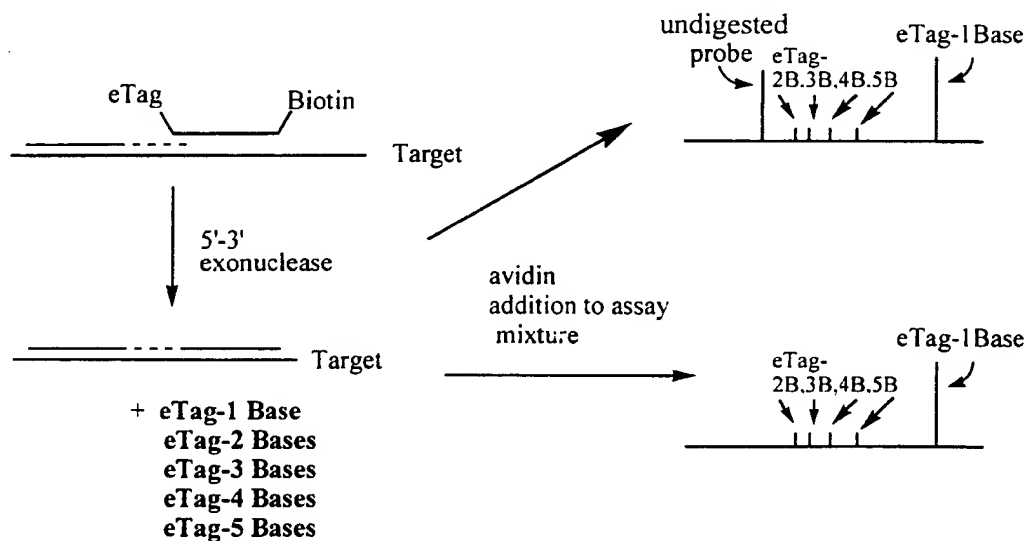 eTag
Biotin
Target
5'-3'
exonuclease
Target
+ eTag-1 Base
eTag-2 Bases
eTag-3 Bases
eTag-4 Bases
eTag-5 Bases
undigested
probe
eTag-
2B.3B,4B.5B
eTag-1Base
avidin
addition to assay
mixture
eTag-
2B,3B,4B,5B
eTag-1Base